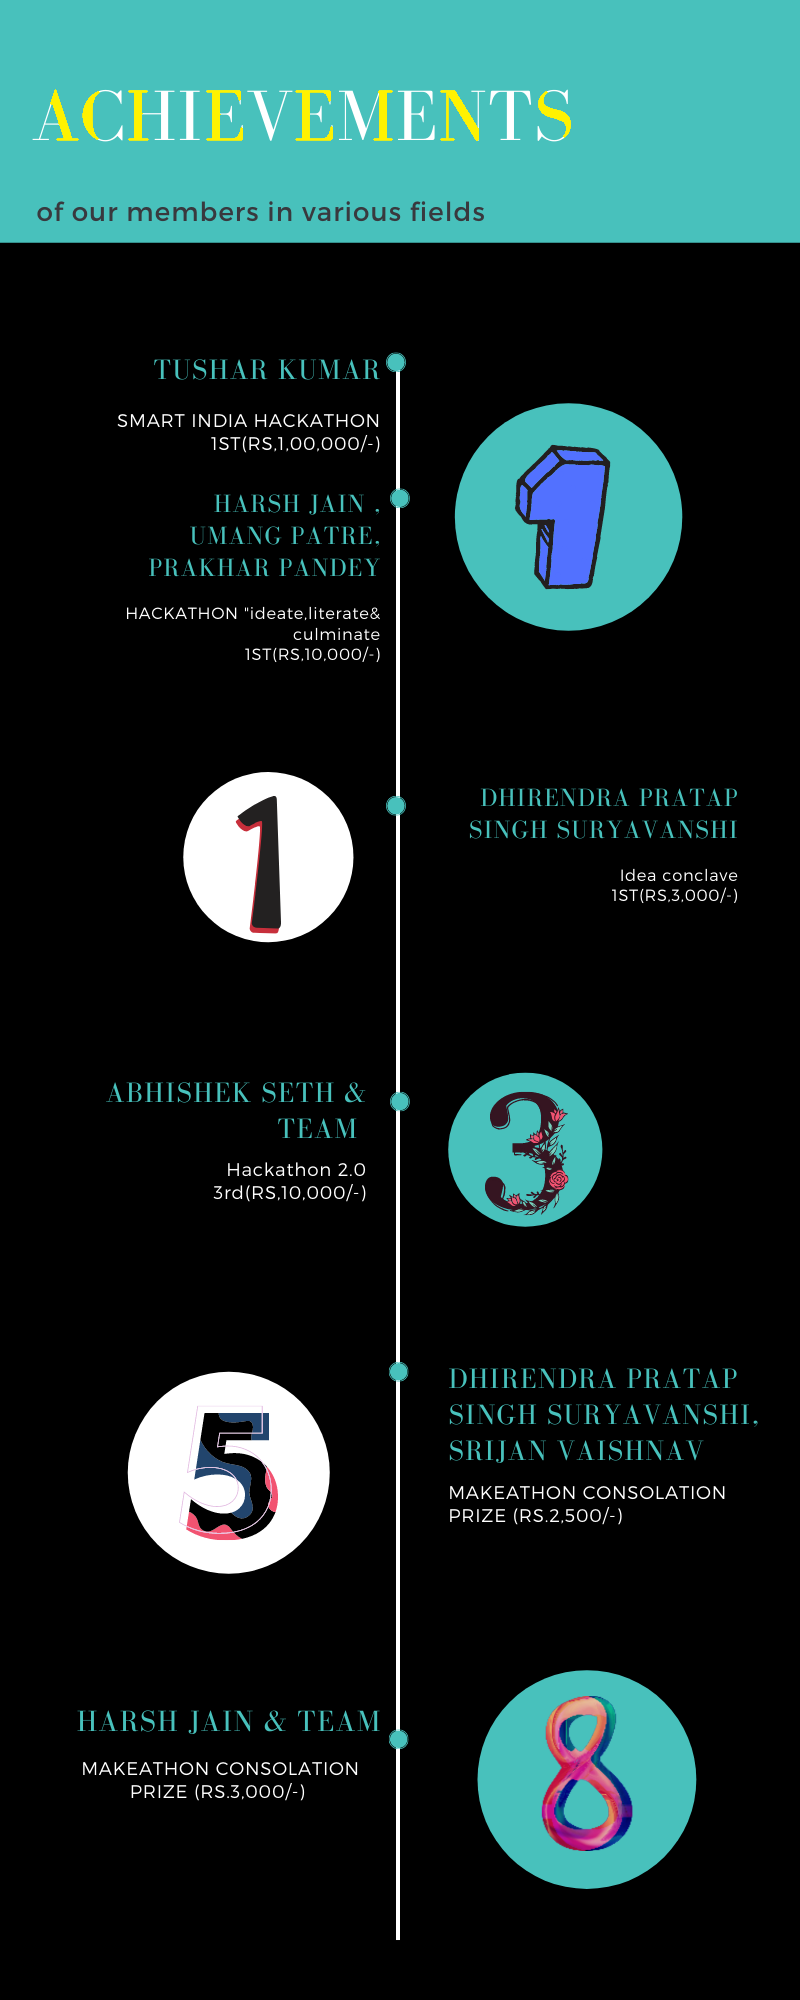 ACHIEVEMENTS
of our members in various fields
TUSHAR KUMAR
SMART INDIA HACKATHON
1ST(RS,1,00,000/-)
1
HARSH JAIN ,
UMANG PATRE,
PRAKHAR PANDEY
HACKATHON "ideate,literate&
culminate
1ST(RS,10,000/-)
1
DHIRENDRA PRATAP
SINGH SURYAVANSHI
Idea conclave
1ST(RS,3,000/-)
ABHISHEK SETH &
TEAM
Hackathon 2.0
3rd(RS,10,000/-)
3
5
DHIRENDRA PRATAP
SINGH SURYAVANSHI,
SRIJAN VAISHNAV
MAKEATHON CONSOLATION
PRIZE (RS.2,500/-)
HARSH JAIN & TEAM
MAKEATHON CONSOLATION
PRIZE (RS.3,000/-)
8